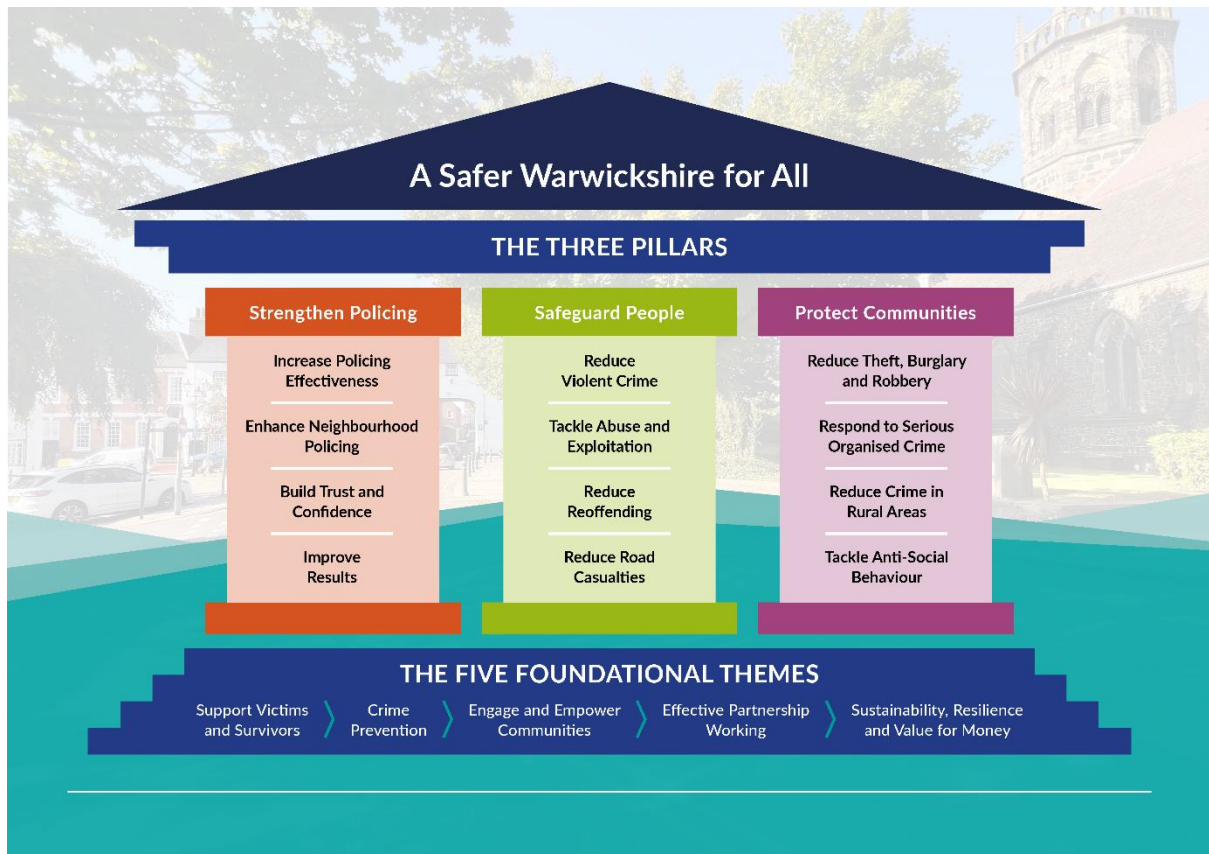 A Safer Warwickshire for All
THE THREE PILLARS
Strengthen Policing
Increase Policing
Effectiveness
Enhance Neighbourhood
Policing
Build Trust and
Confidence
Improve
Results
Safeguard People
Reduce
Violent Crime
Tackle Abuse and
Exploitation
Reduce
Reoffending
Reduce Road
Casualties
Protect Communities
Reduce Theft, Burglary
and Robbery
Respond to Serious
Organised Crime
Reduce Crime in
Rural Areas
Tackle Anti-Social
Behaviour
THE FIVE FOUNDATIONAL THEMES
Support Victims
and Survivors
Crime
Prevention
Engage and Empower
Communities
Effective Partnership
Working
Sustainability, Resilience
and Value for Money